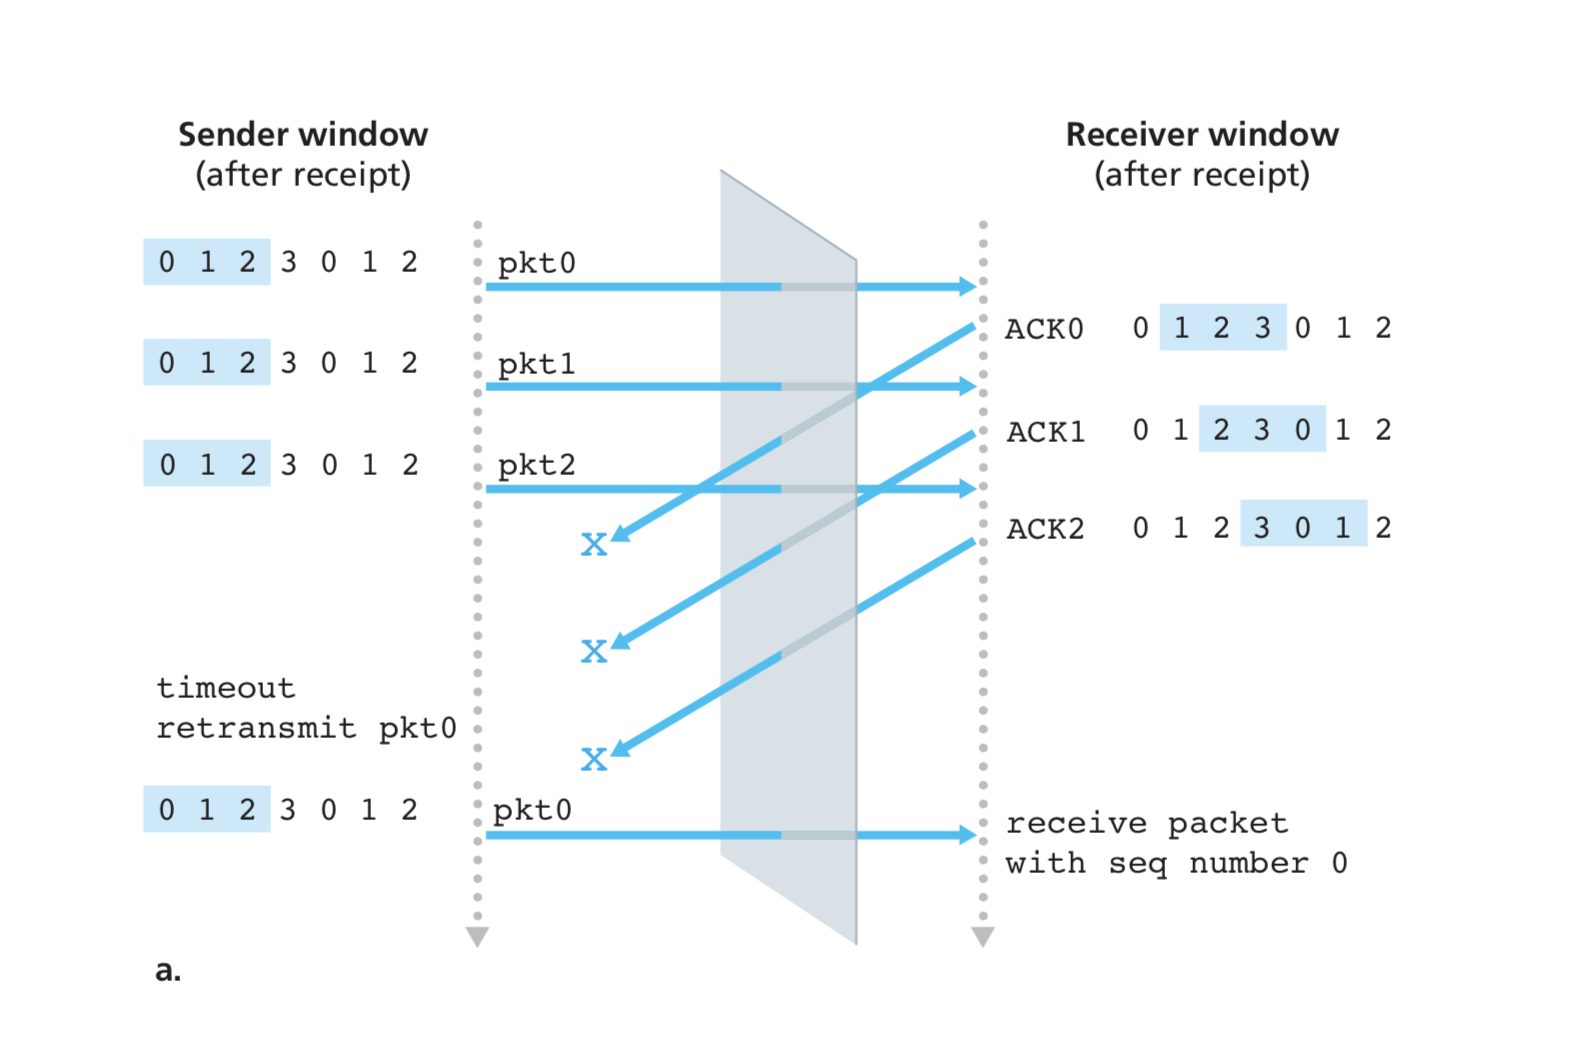 Sender window
(after receipt)
Receiver window
(after receipt)
0 1 2 3 0 1 2
pkt0
ACK0 0 1 2 3 0 1 2
0 1 2 3 0 1 2
pkt1
ACK1 0 1 2 3 0 1 2
0 1 2 3 0 1 2
pkt2
ACK2 0 1 2 3 0 1 2
x
x
timeout
retransmit pkt0
x
0 1 2 3 0 1 2
pkt0
receive packet
with seq number 0
a.